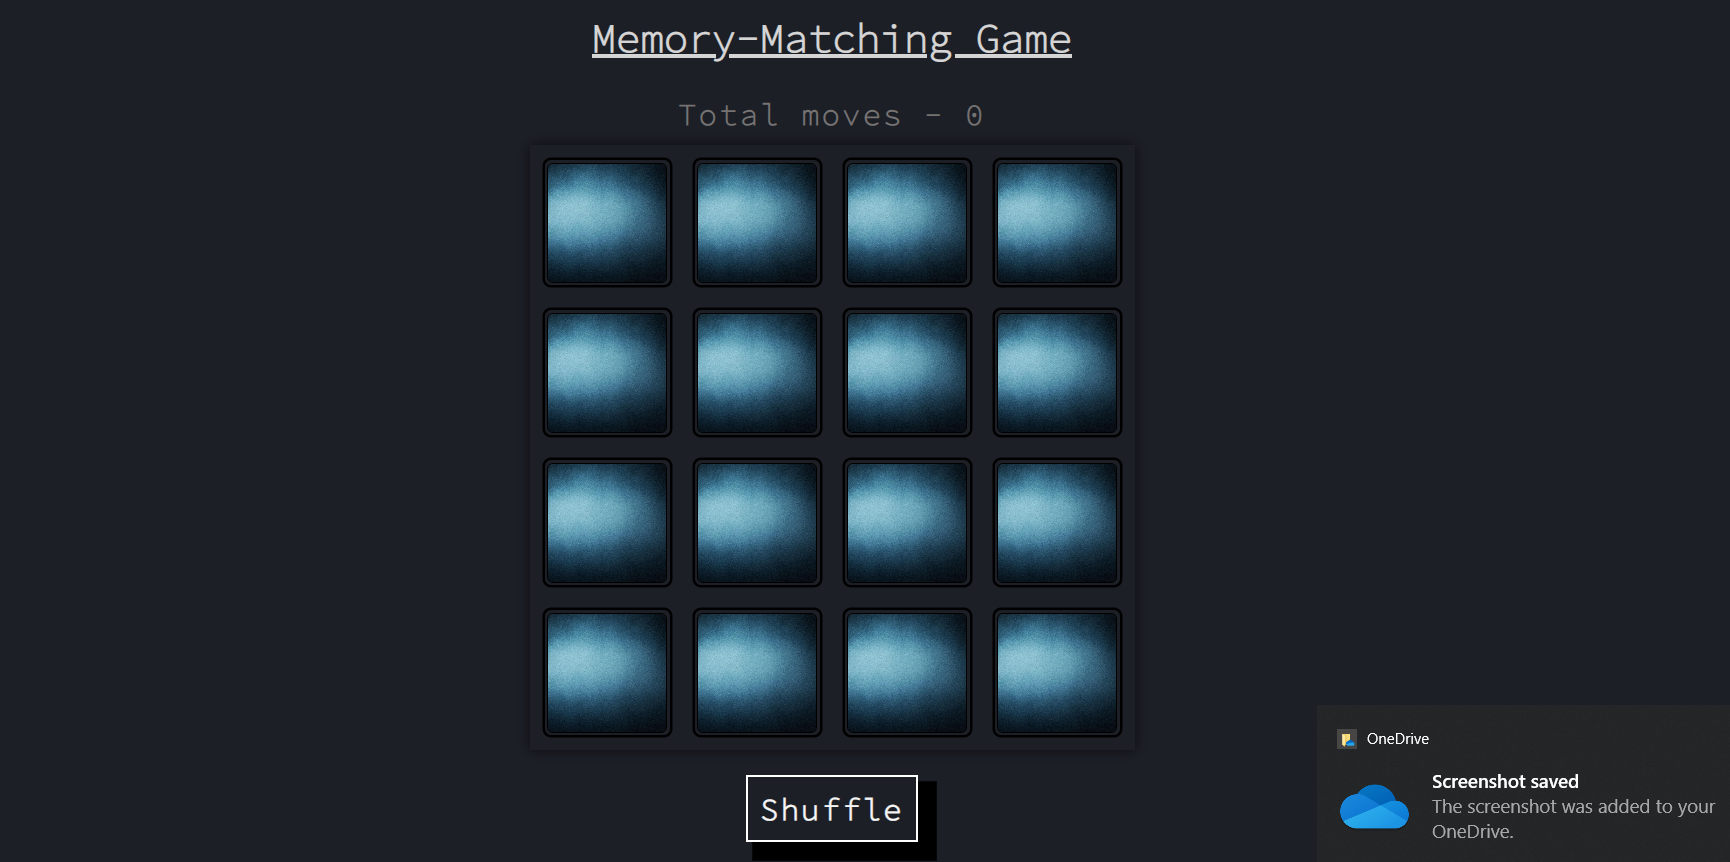 Memory-Matching Game
Total moves - 0
Shuffle
OneDrive
Screenshot saved
The screenshot was added to your
OneDrive.